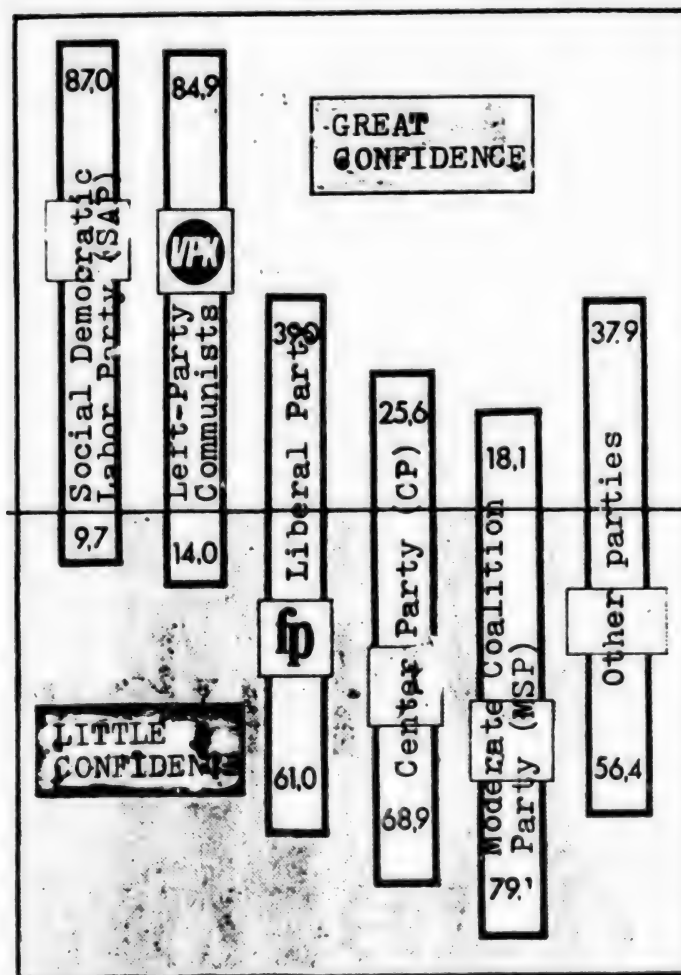 87,0
84,9
GREAT
CONFIDENCE
Social Democratic
Labor Party (SAP)
VPK
Left-Party
Communists
Liberal Party
37.9
25,6
18,1
Center Party (CP)
Moderate Coalition
Party (MSP)
Other parties
9,7
14,0
fp
LITTLE
61,0
68,9
56,4